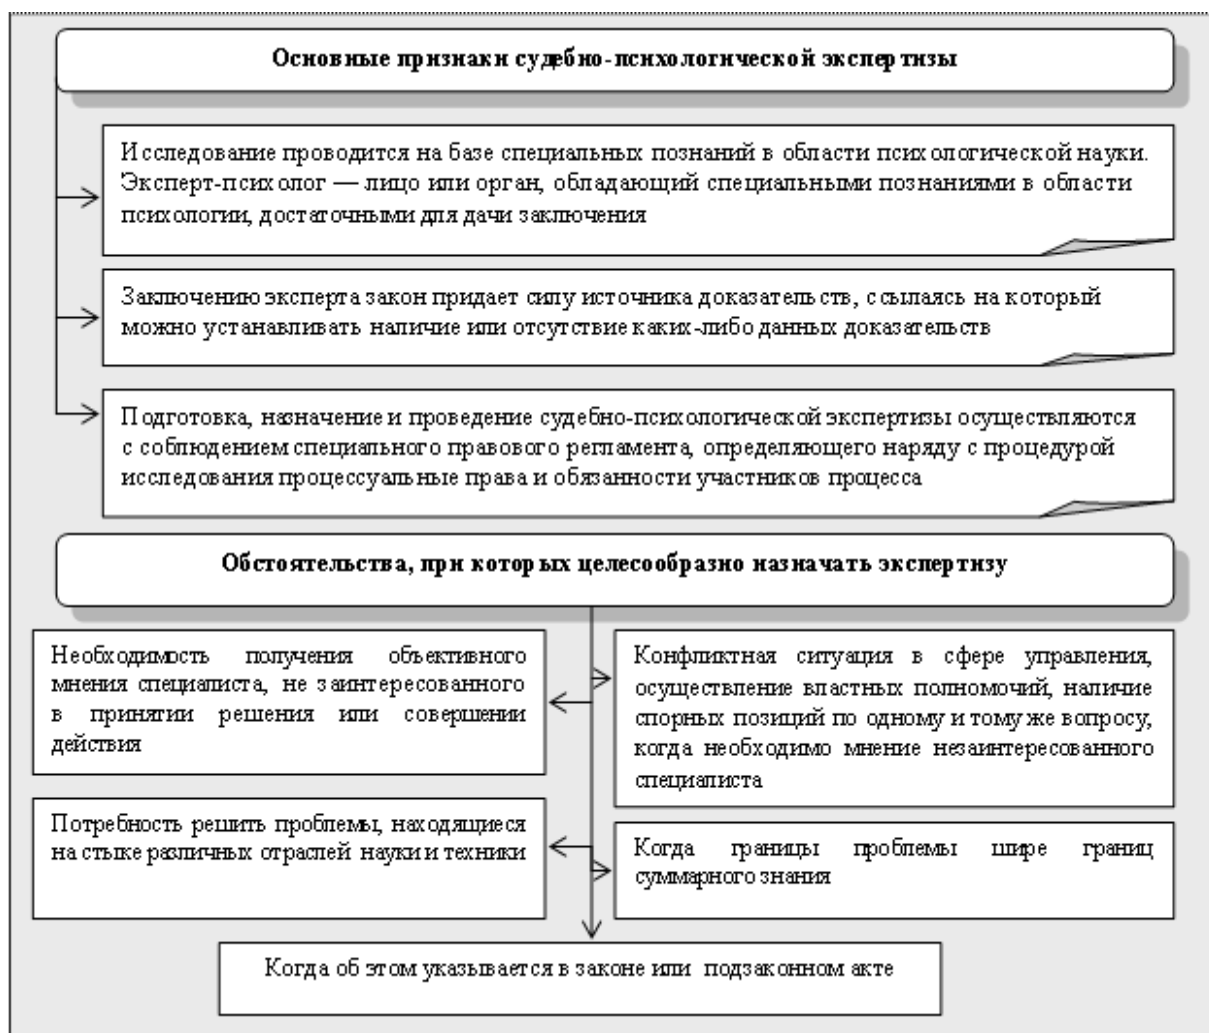 Основные признаки судебно-психологической экспертизы
Исследование проводится на базе специальных познаний в области психологической науки.
Эксперт-психолог — лицо или орган, обладающий специальными познаниями в области
психологии, достаточными для дачи заключения
Заключению эксперта закон придает силу источника доказательств, ссылаясь на который
можно устанавливать наличие или отсутствие каких-либо данных доказательств
Подготовка, назначение и проведение судебно-психологической экспертизы осуществляются
с соблюдением специального правового регламента, определяющего наряду с процедурой
исследования процессуальные права и обязанности участников процесса
Обстоятельства, при которых целесообразно назначать экспертизу
Необходимость получения объективного
мнения специалиста, не заинтересованного
в принятии решения или совершении
действия
Конфликтная ситуация в сфере управления,
осуществление властных полномочий, наличие
спорных позиций по одному и тому же вопросу,
когда необходимо мнение незаинтересованного
специалиста
Потребность решить проблемы, находящиеся
на стыке различных отраслей науки и техники
Когда границы проблемы шире границ
суммарного знания
Когда об этом указывается в законе или подзаконном акте